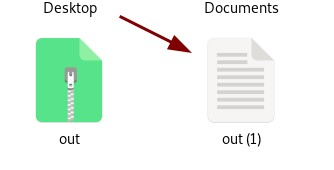 Desktop
Documents
out
out (1)